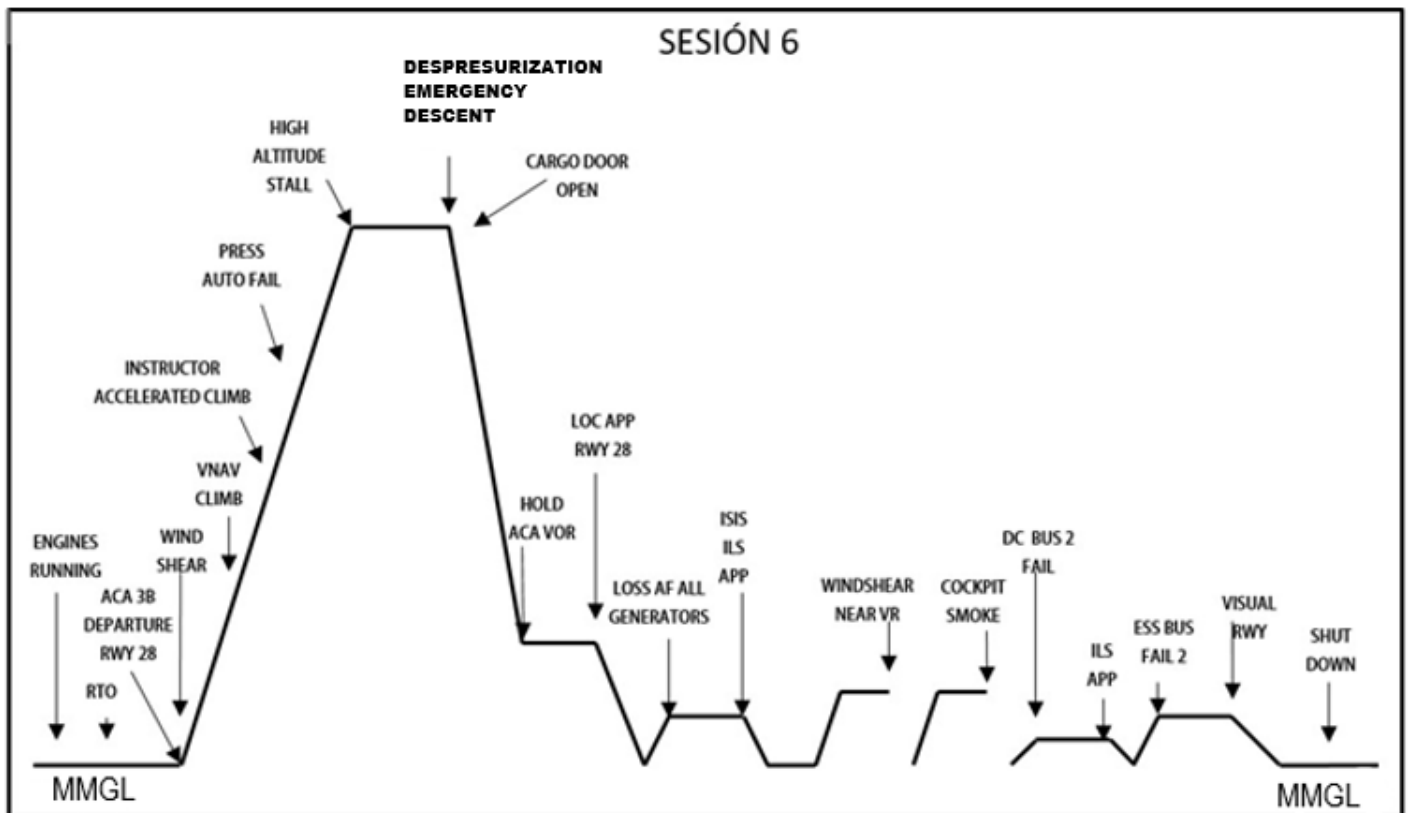 SESIÓN 6
DESPRESURIZATION
EMERGENCY
DESCENT
HIGH
ALTITUDE
STALL
CARGO DOOR
OPEN
PRESS
AUTO FAIL
INSTRUCTOR
ACCELERATED CLIMB
VNAV
CLIMB
WIND
SHEAR
ENGINES
RUNNING
ACA 3B
DEPARTURE
RWY 28
RTO
HOLD
ACA VOR
LOC APP
RWY 28
LOSS AF ALL
GENERATORS
ISIS
ILS
APP
WINDSHEAR
NEAR VR
COCKPIT
SMOKE
DC BUS 2
FAIL
ILS
APP
ESS BUS
FAIL 2
VISUAL
RWY
SHUT
DOWN
MMGL
MMGL